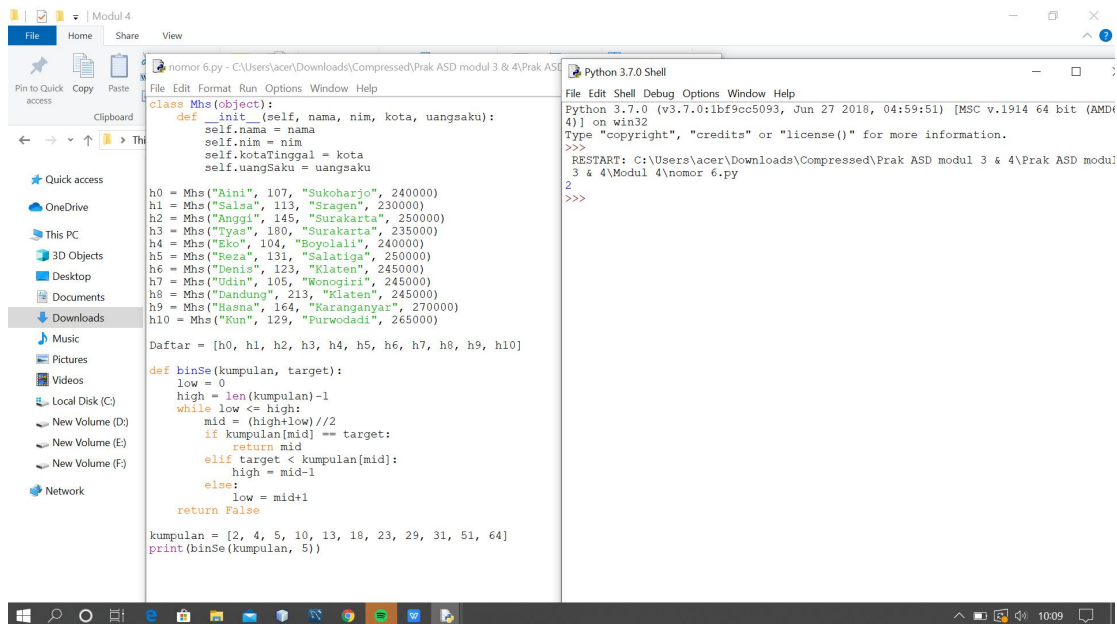 Modul 4
File Home Share View
Pin to Quick access
Copy
Paste
Clipboard
Quick access
OneDrive
This PC
3D Objects
Desktop
Documents
Downloads
Music
Pictures
Videos
Local Disk (C:)
New Volume (D:)
New Volume (E:)
New Volume (F:)
Network
nomor 6.py - C:\Users\acer\Downloads\Compressed\Prak ASD modul 3 & 4\Prak ASD
File Edit Format Run Options Window Help
class Mhs(object):
    def __init__(self, nama, nim, kota, uangsaku):
        self.nama = nama
        self.nim = nim
        self.kotaTinggal = kota
        self.uangSaku = uangsaku
h0 = Mhs("Aini", 107, "Sukoharjo", 240000)
h1 = Mhs("Salsa", 113, "Sragen", 230000)
h2 = Mhs("Anggi", 145, "Surakarta", 250000)
h3 = Mhs("Tyas", 180, "Surakarta", 235000)
h4 = Mhs("Eko", 104, "Boyolali", 240000)
h5 = Mhs("Reza", 131, "Salatiga", 250000)
h6 = Mhs("Denis", 123, "Klaten", 245000)
h7 = Mhs("Udin", 105, "Wonogiri", 245000)
h8 = Mhs("Dandung", 213, "Klaten", 245000)
h9 = Mhs("Hasna", 164, "Karanganyar", 270000)
h10 = Mhs("Kun", 129, "Purwodadi", 265000)
Daftar = [h0, h1, h2, h3, h4, h5, h6, h7, h8, h9, h10]
def binSe(kumpulan, target):
    low = 0
    high = len(kumpulan)-1
    while low <= high:
        mid = (high+low)//2
        if kumpulan[mid] == target:
            return mid
        elif target < kumpulan[mid]:
            high = mid-1
        else:
            low = mid+1
    return False
kumpulan = [2, 4, 5, 10, 13, 18, 23, 29, 31, 51, 64]
print(binSe(kumpulan, 5))
Python 3.7.0 Shell
File Edit Shell Debug Options Window Help
Python 3.7.0 (v3.7.0:1bf9cc5093, Jun 27 2018, 04:59:51) [MSC v.1914 64 bit (AMD6
4)] on win32
Type "copyright", "credits" or "license()" for more information.
>>>
 RESTART: C:\Users\acer\Downloads\Compressed\Prak ASD modul 3 & 4\Prak ASD modul
 3 & 4\Modul 4\nomor 6.py
2
>>>
10:09